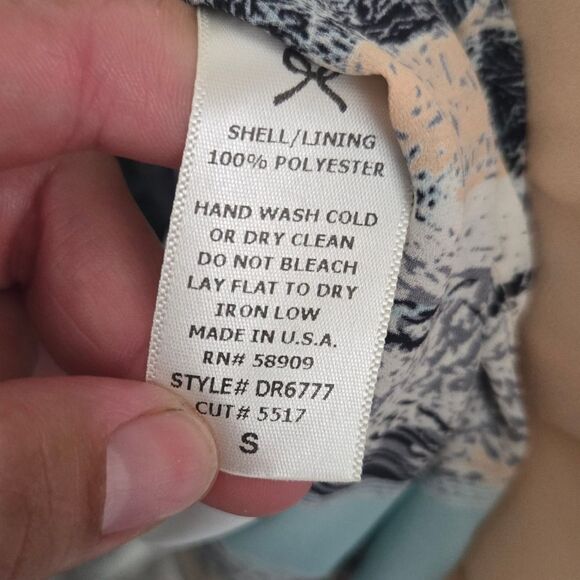 SHELL/LINING
100% POLYESTER
HAND WASH COLD
OR DRY CLEAN
DO NOT BLEACH
LAY FLAT TO DRY
IRON LOW
MADE IN U.S.A.
RN# 58909
STYLE# DR6777
CUT# 5517
S